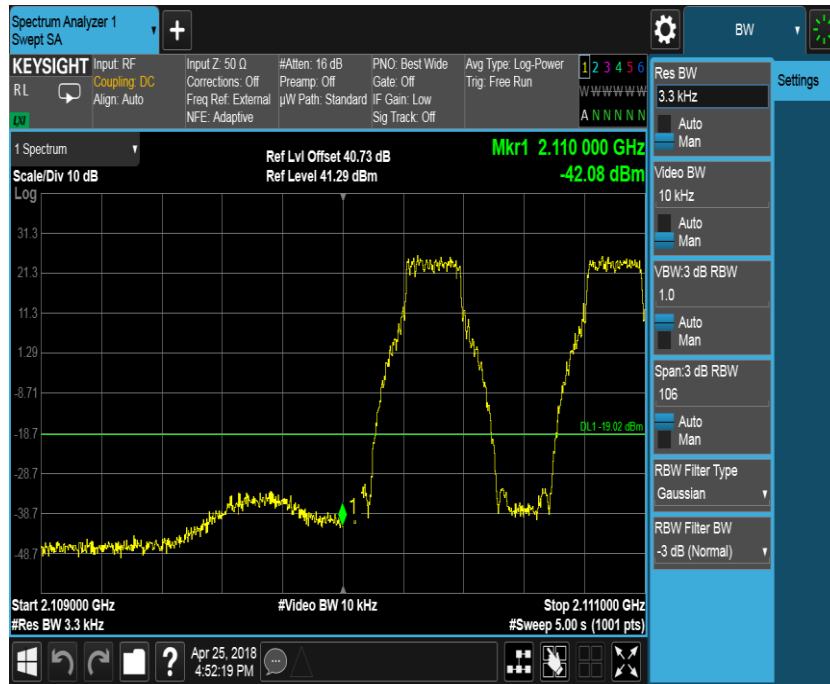 Spectrum Analyzer 1
Swept SA
+
BW
KEYSIGHT
RL
LXI
Input: RF
Coupling: DC
Align: Auto
Input Z: 50 Ω
Corrections: Off
Freq Ref: External
NFE: Adaptive
#Atten: 16 dB
Preamp: Off
µW Path: Standard
PNO: Best Wide
Gate: Off
IF Gain: Low
Sig Track: Off
Avg Type: Log-Power
Trig: Free Run
1 2 3 4 5 6
W W W W W W
A N N N N N
1 Spectrum
Scale/Div 10 dB
Ref Lvl Offset 40.73 dB
Ref Level 41.29 dBm
Mkr1 2.110 000 GHz
-42.08 dBm
Log
31.3
21.3
11.3
1.29
-8.71
-18.7
-28.7
-38.7
-48.7
DL1 -19.02 dBm
1
Start 2.109000 GHz
#Video BW 10 kHz
Stop 2.111000 GHz
#Res BW 3.3 kHz
#Sweep 5.00 s (1001 pts)
Res BW
3.3 kHz
Auto
Man
Video BW
10 kHz
Auto
Man
VBW:3 dB RBW
1.0
Auto
Man
Span:3 dB RBW
106
Auto
Man
RBW Filter Type
Gaussian
RBW Filter BW
-3 dB (Normal)
Settings
?
Apr 25, 2018
4:52:19 PM